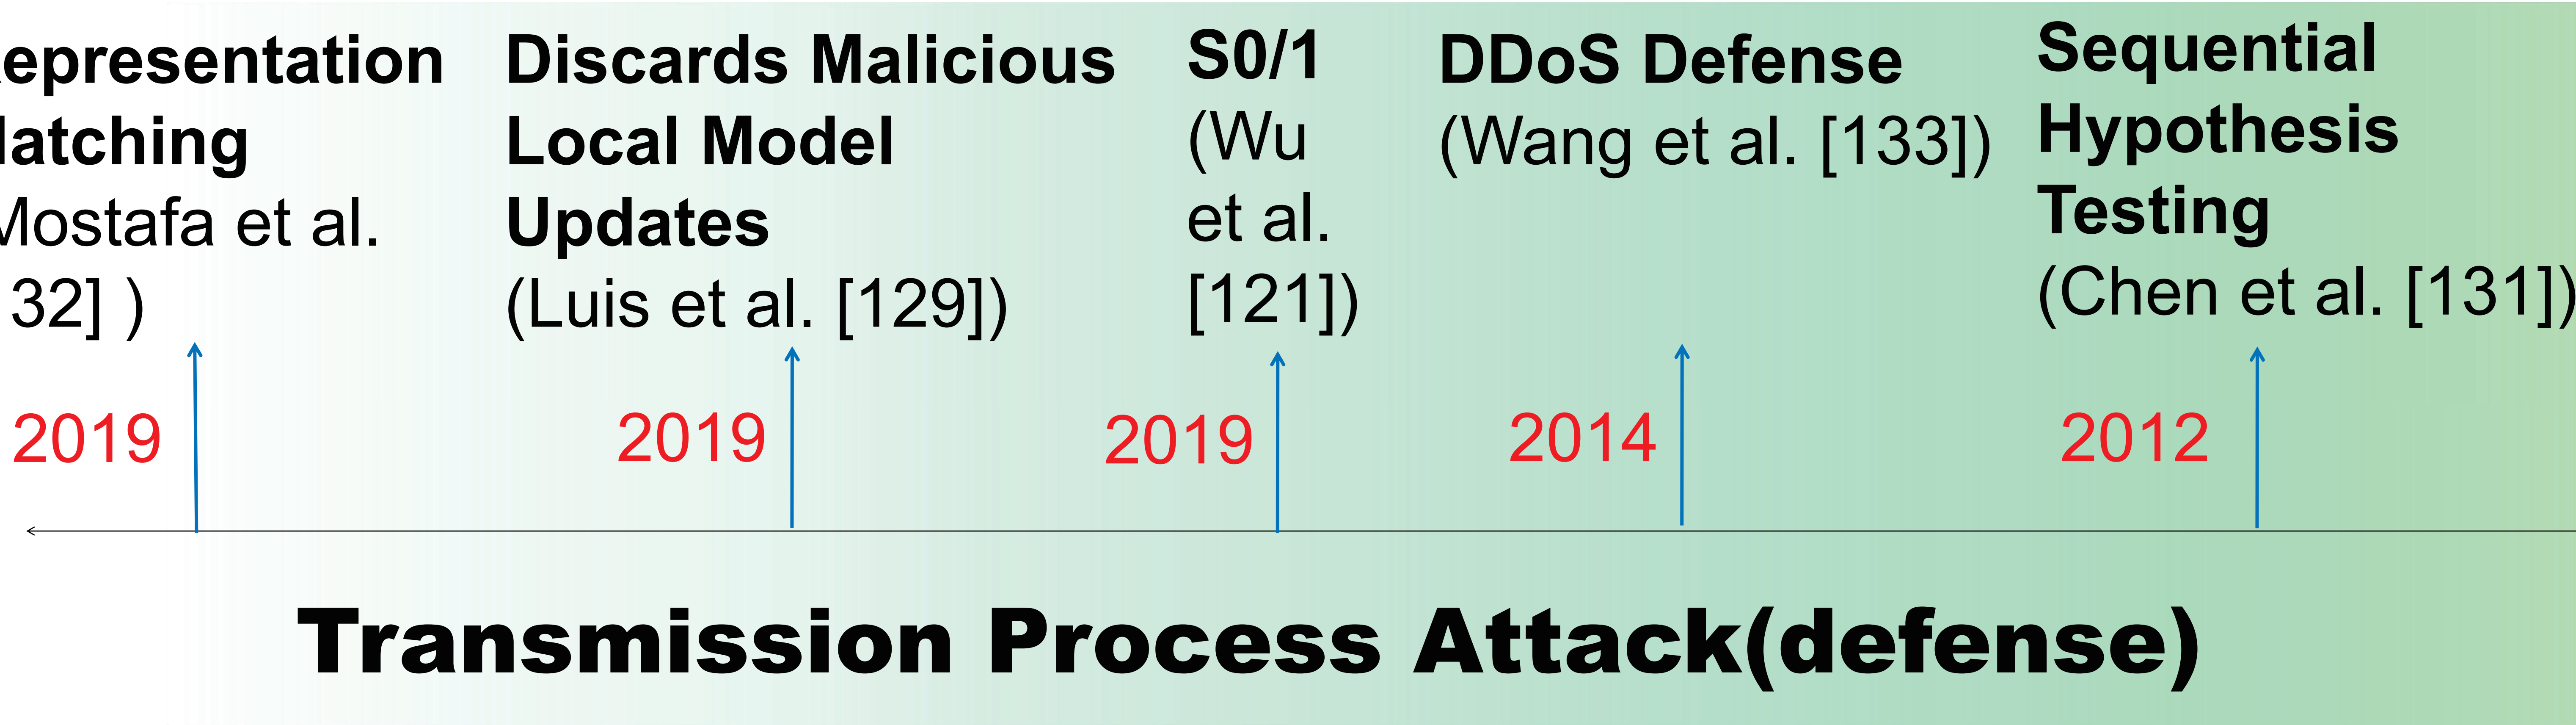 epresentation
atching
Mostafa et al.
32] )
Discards Malicious
Local Model
Updates
(Luis et al. [129])
S0/1
(Wu
et al.
[121])
DDoS Defense
(Wang et al. [133])
Sequential
Hypothesis
Testing
(Chen et al. [131])
2019
2019
2019
2014
2012
Transmission Process Attack(defense)